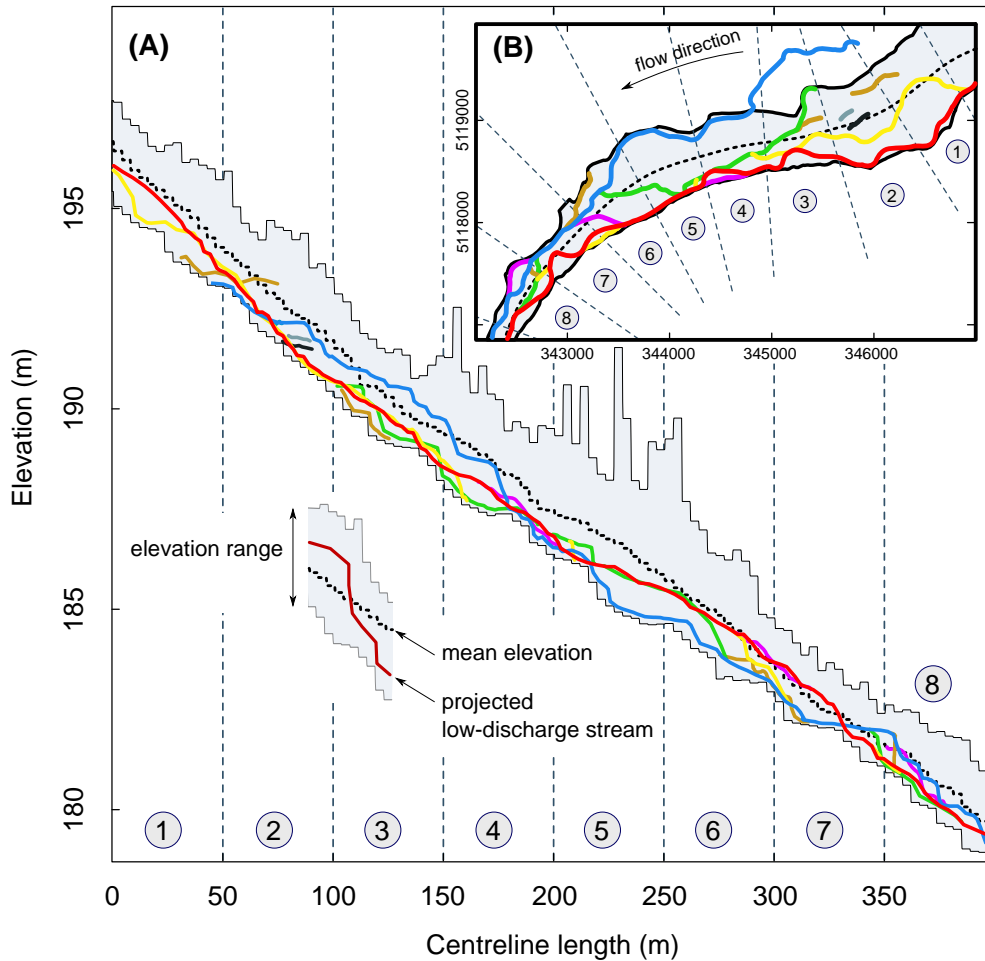 (A)
(B)
flow direction
5119000
5118000
1
2
3
4
5
6
7
8
343000 344000 345000 346000
Elevation (m)
195
190
185
180
elevation range
mean elevation
projected
low-discharge stream
8
1 2 3 4 5 6 7
0 50 100 150 200 250 300 350
Centreline length (m)